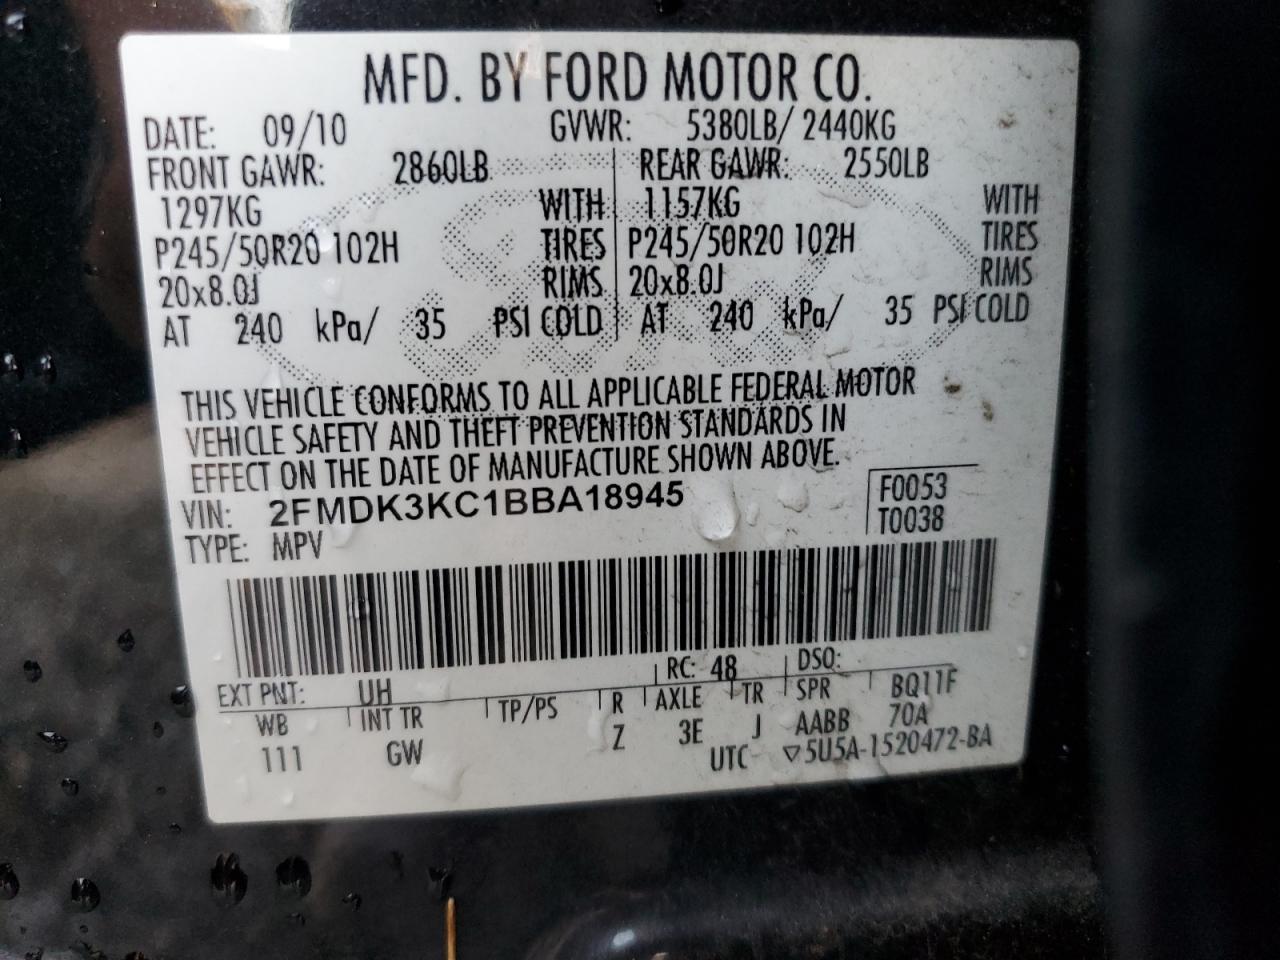 MFD. BY FORD MOTOR CO.
DATE: 09/10 GVWR: 5380LB/ 2440KG
FRONT GAWR: 2860LB REAR GAWR: 2550LB
1297KG WITH 1157KG WITH
P245/50R20 102H TIRES P245/50R20 102H TIRES
20x8.0J RIMS 20x8.0J RIMS
AT 240 kPa/ 35 PSI COLD AT 240 kPa/ 35 PSI COLD
THIS VEHICLE CONFORMS TO ALL APPLICABLE FEDERAL MOTOR
VEHICLE SAFETY AND THEFT PREVENTION STANDARDS IN
EFFECT ON THE DATE OF MANUFACTURE SHOWN ABOVE.
VIN: 2FMDK3KC1BBA18945 F0053
TYPE: MPV T0038
EXT PNT: UH RC: 48 DSO:
WB INT TR TP/PS R AXLE TR SPR BQ11F
111 GW Z 3E J AABB 70A
UTC ▽5U5A-1520472-BA